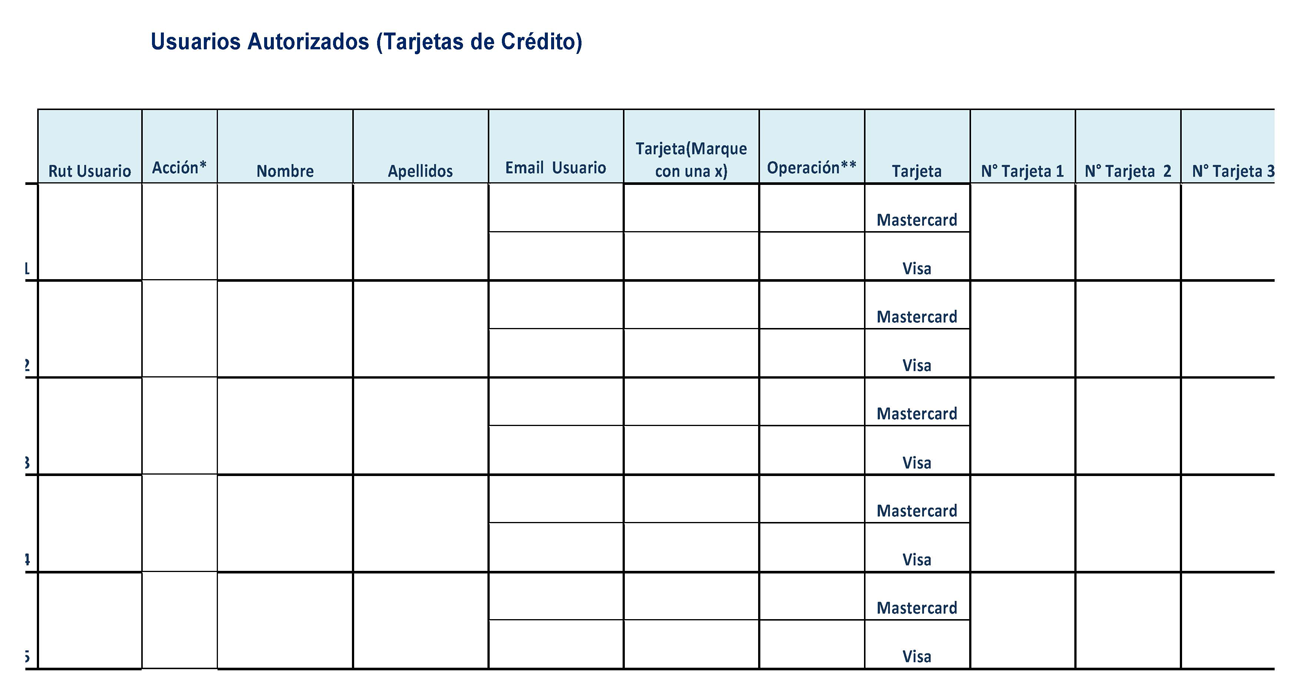 Usuarios Autorizados (Tarjetas de Crédito)
Rut Usuario Acción* Nombre Apellidos Email Usuario Tarjeta(Marque con una x) Operación** Tarjeta N° Tarjeta 1 N° Tarjeta 2 N° Tarjeta 3
Mastercard
1 Visa
Mastercard
2 Visa
Mastercard
3 Visa
Mastercard
4 Visa
Mastercard
5 Visa